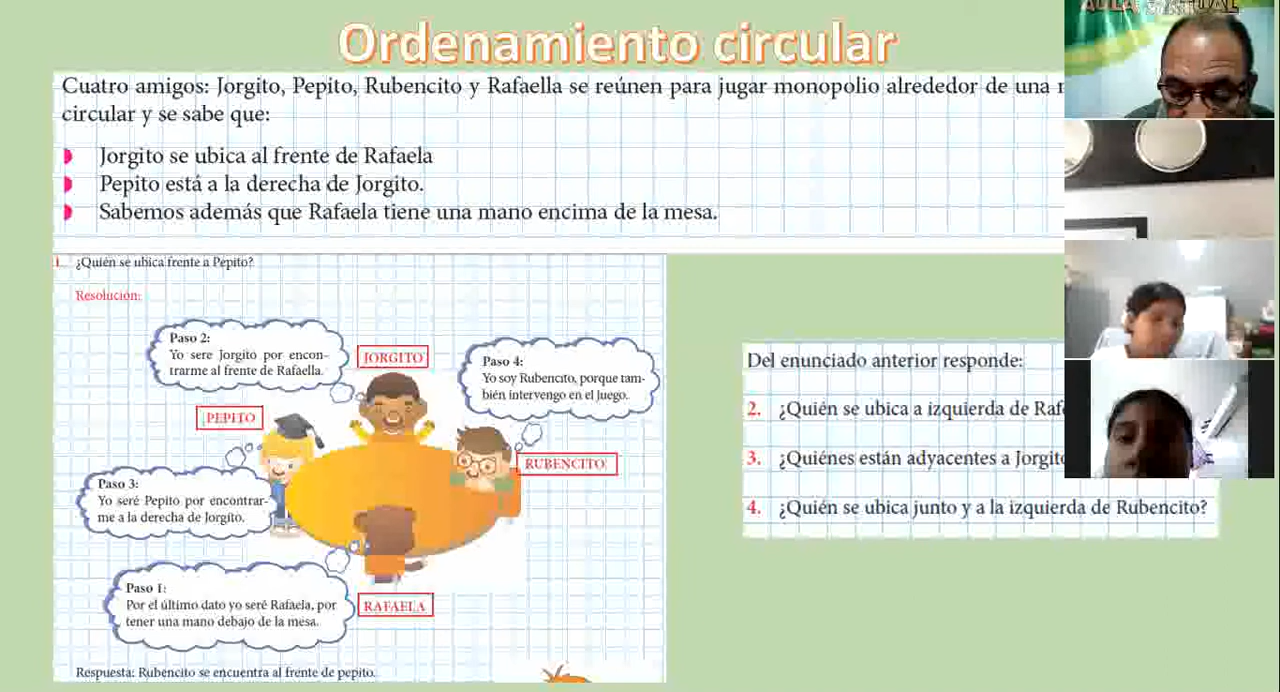 Ordenamiento circular
Cuatro amigos: Jorgito, Pepito, Rubencito y Rafaella se reúnen para jugar monopolio alrededor de una
circular y se sabe que:
Jorgito se ubica al frente de Rafaela
Pepito está a la derecha de Jorgito.
Sabemos además que Rafaela tiene una mano encima de la mesa.
1. ¿Quién se ubica frente a Pepito?
Resolución:
Paso 2:
Yo sere Jorgito por encon-
trarme al frente de Rafaella.
JORGITO
Paso 4:
Yo soy Rubencito, porque tam-
bién intervengo en el Juego.
PEPITO
RUBENCITO
Paso 3:
Yo seré Pepito por encontrar-
me a la derecha de Jorgito.
Paso 1:
Por el último dato yo seré Rafaela, por
tener una mano debajo de la mesa.
RAFAELA
Respuesta: Rubencito se encuentra al frente de pepito.
Del enunciado anterior responde:
2. ¿Quién se ubica a izquierda de
3. ¿Quiénes están adyacentes a
4. ¿Quién se ubica junto y a la izquierda de Rubencito?
AULA